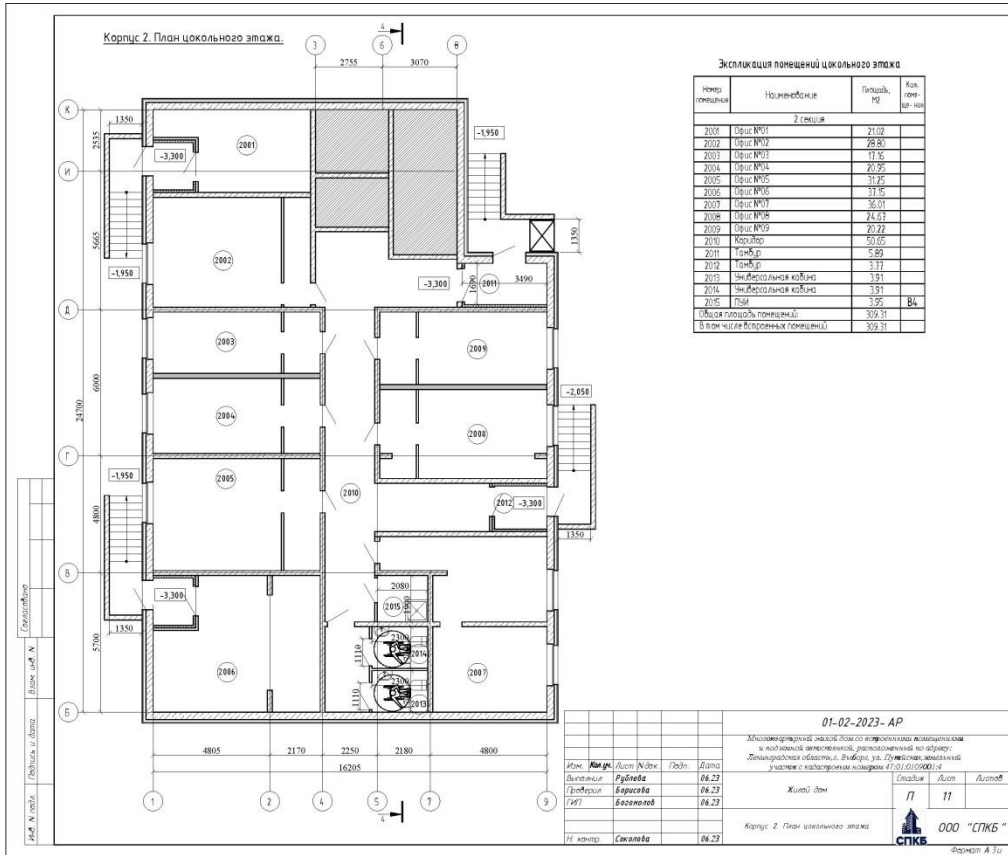 Корпус 2. План цокольного этажа.
4
3
6
8
2755
3070
К
И
Д
Г
В
Б
1350
2535
5665
6000
24700
4800
5700
-3,300
2001
-1,950
-1,950
2002
1350
-3,300
1690
2011
3490
2003
2009
-2,050
2004
2008
-1,950
2005
2010
2012
-3,300
1350
-3,300
2080
2015
1900
1350
2300
2014
1110
2006
2300
2007
1110
2013
4805
2170
2250
2180
4800
16205
1
2
4
5
7
9
4
Экспликация помещений цокольного этажа
Номер помещения Наименование Площадь, М2 Кат. поме-ще-ния
2 секция
2001 Офис №01 21.02
2002 Офис №02 28.80
2003 Офис №03 17.16
2004 Офис №04 20.95
2005 Офис №05 31.25
2006 Офис №06 37.15
2007 Офис №07 36.01
2008 Офис №08 24.67
2009 Офис №09 20.22
2010 Коридор 50.65
2011 Тамбур 5.89
2012 Тамбур 3.77
2013 Универсальная кабина 3.91
2014 Универсальная кабина 3.91
2015 ПУИ 3.95 В4
Общая площадь помещений: 309.31
В том числе встроенных помещений 309.31
Согласовано
Взам. инв. N
Подпись и дата
Инв. N подл.
01-02-2023- АР
Многоквартирный жилой дом со встроенными помещениями
и подземной автостоянкой, расположенный по адресу:
Ленинградская область, г. Выборг, ул. Путейская, земельный
участок с кадастровым номером 47:01:0109001:4
Изм. Кол.уч. Лист N док. Подп. Дата
Выполнил Рублева 06.23
Проверил Борисова 06.23
ГИП Богомолов 06.23
Н. контр. Соколова 06.23
Жилой дом
Стадия Лист Листов
П 11
Корпус 2. План цокольного этажа
СПКБ
ООО "СПКБ"
Формат А3